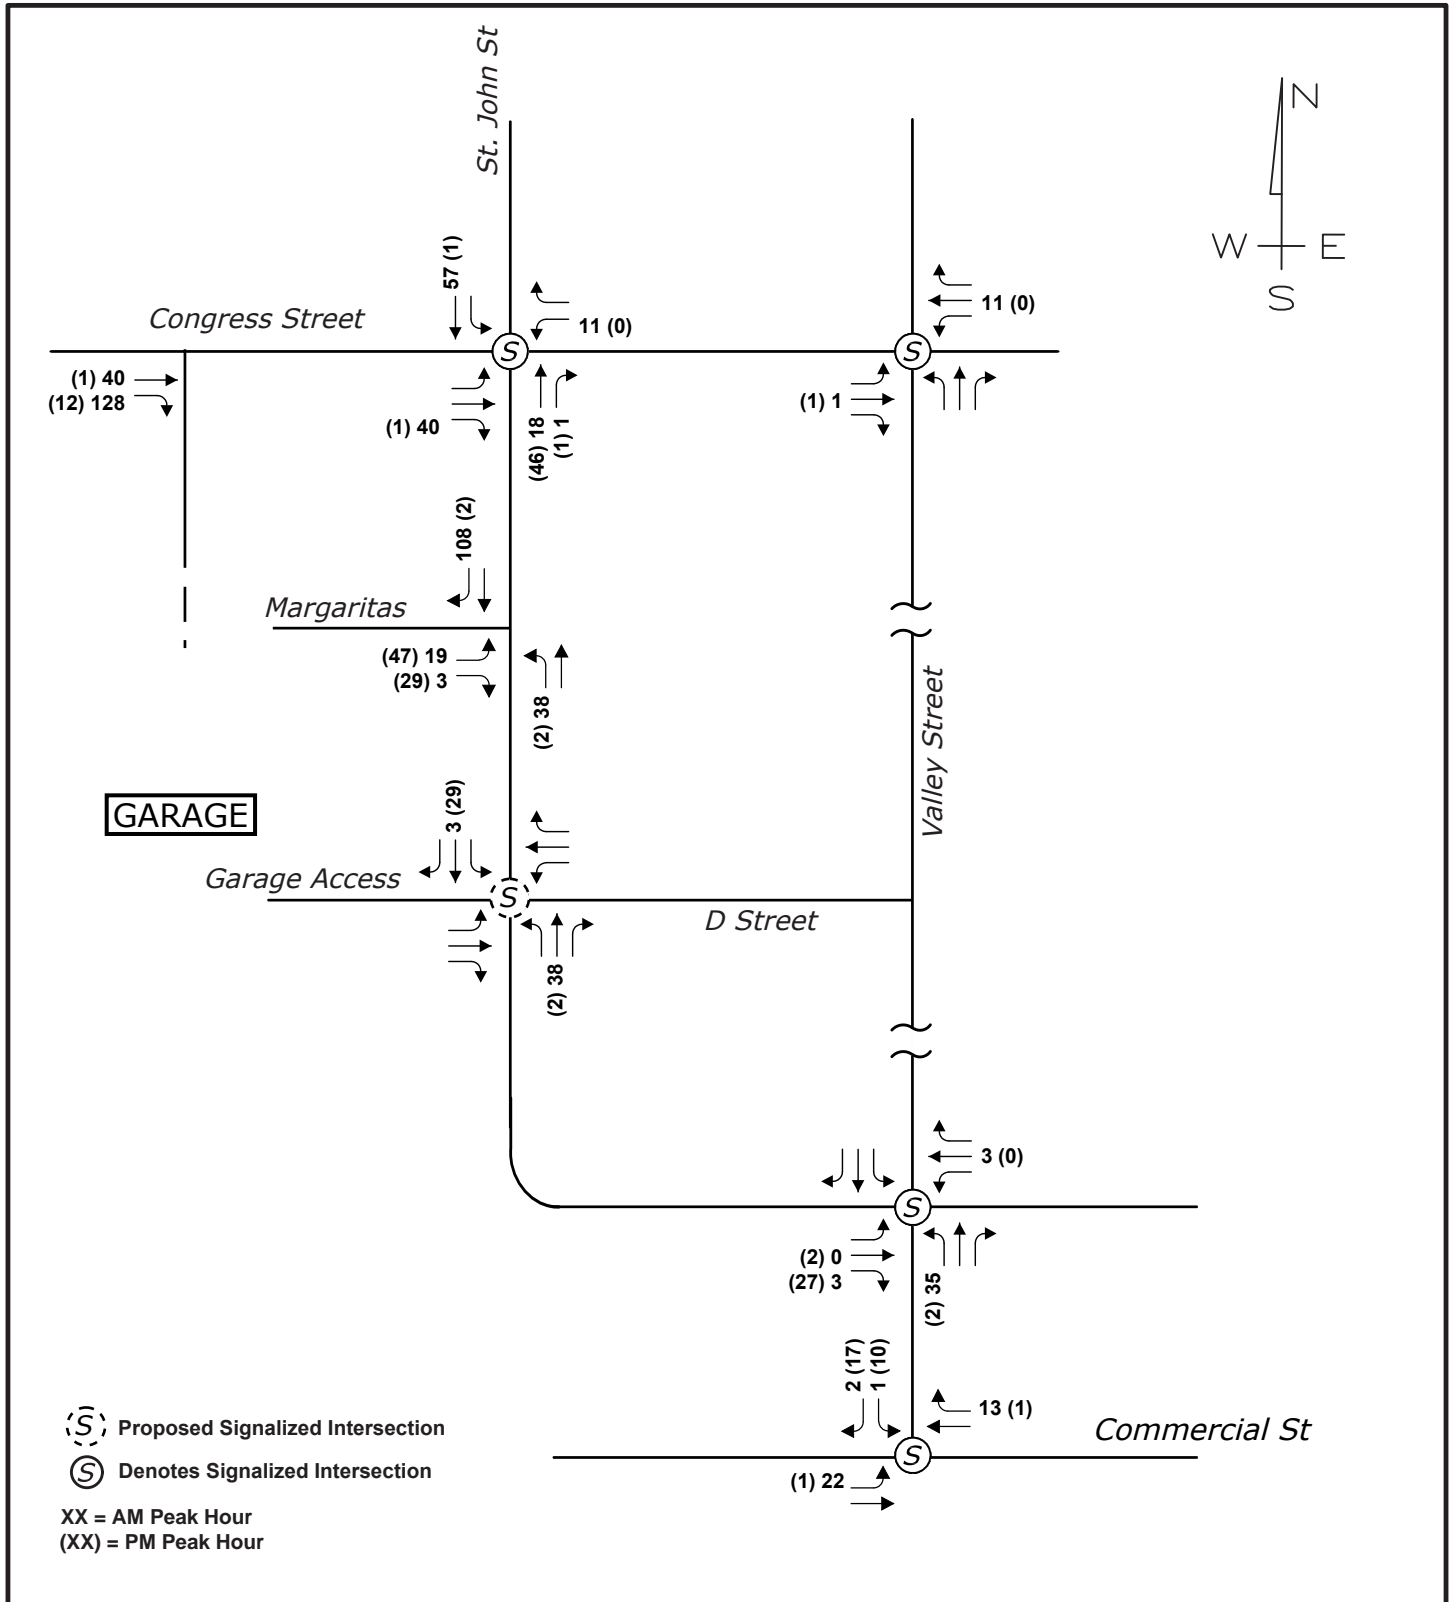 St. John St
N
W E
S
57 (1)
11 (0)
11 (0)
Congress Street
S
S
(1) 40
(12) 128
(1) 40
(46) 18
(1) 1
(1) 1
108 (2)
Margaritas
(47) 19
(29) 3
(2) 38
Valley Street
GARAGE
3 (29)
Garage Access
S
D Street
(2) 38
3 (0)
S
(2) 0
(27) 3
(2) 35
2 (17)
1 (10)
13 (1)
Commercial St
S
(1) 22
S Proposed Signalized Intersection
S Denotes Signalized Intersection
XX = AM Peak Hour
(XX) = PM Peak Hour